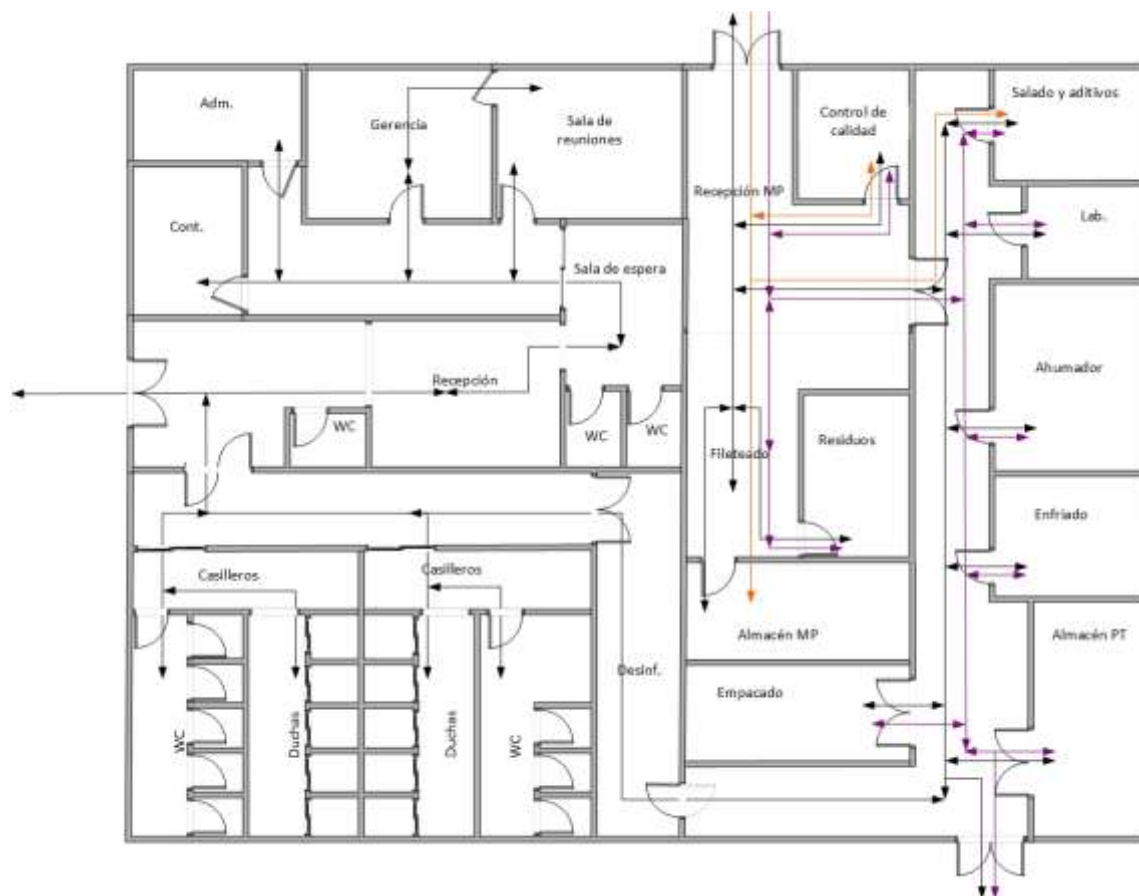 Adm.
Gerencia
Sala de
reuniones
Control de
calidad
Salado y aditivos
Recepción MP
Cont.
Lab.
Sala de espera
Ahumador
Recepción
WC
WC
WC
Fileteado
Residuos
Enfriado
Casilleros
Casilleros
Almacén MP
Almacén PT
Desinf.
Empacado
WC
Duchas
Duchas
WC